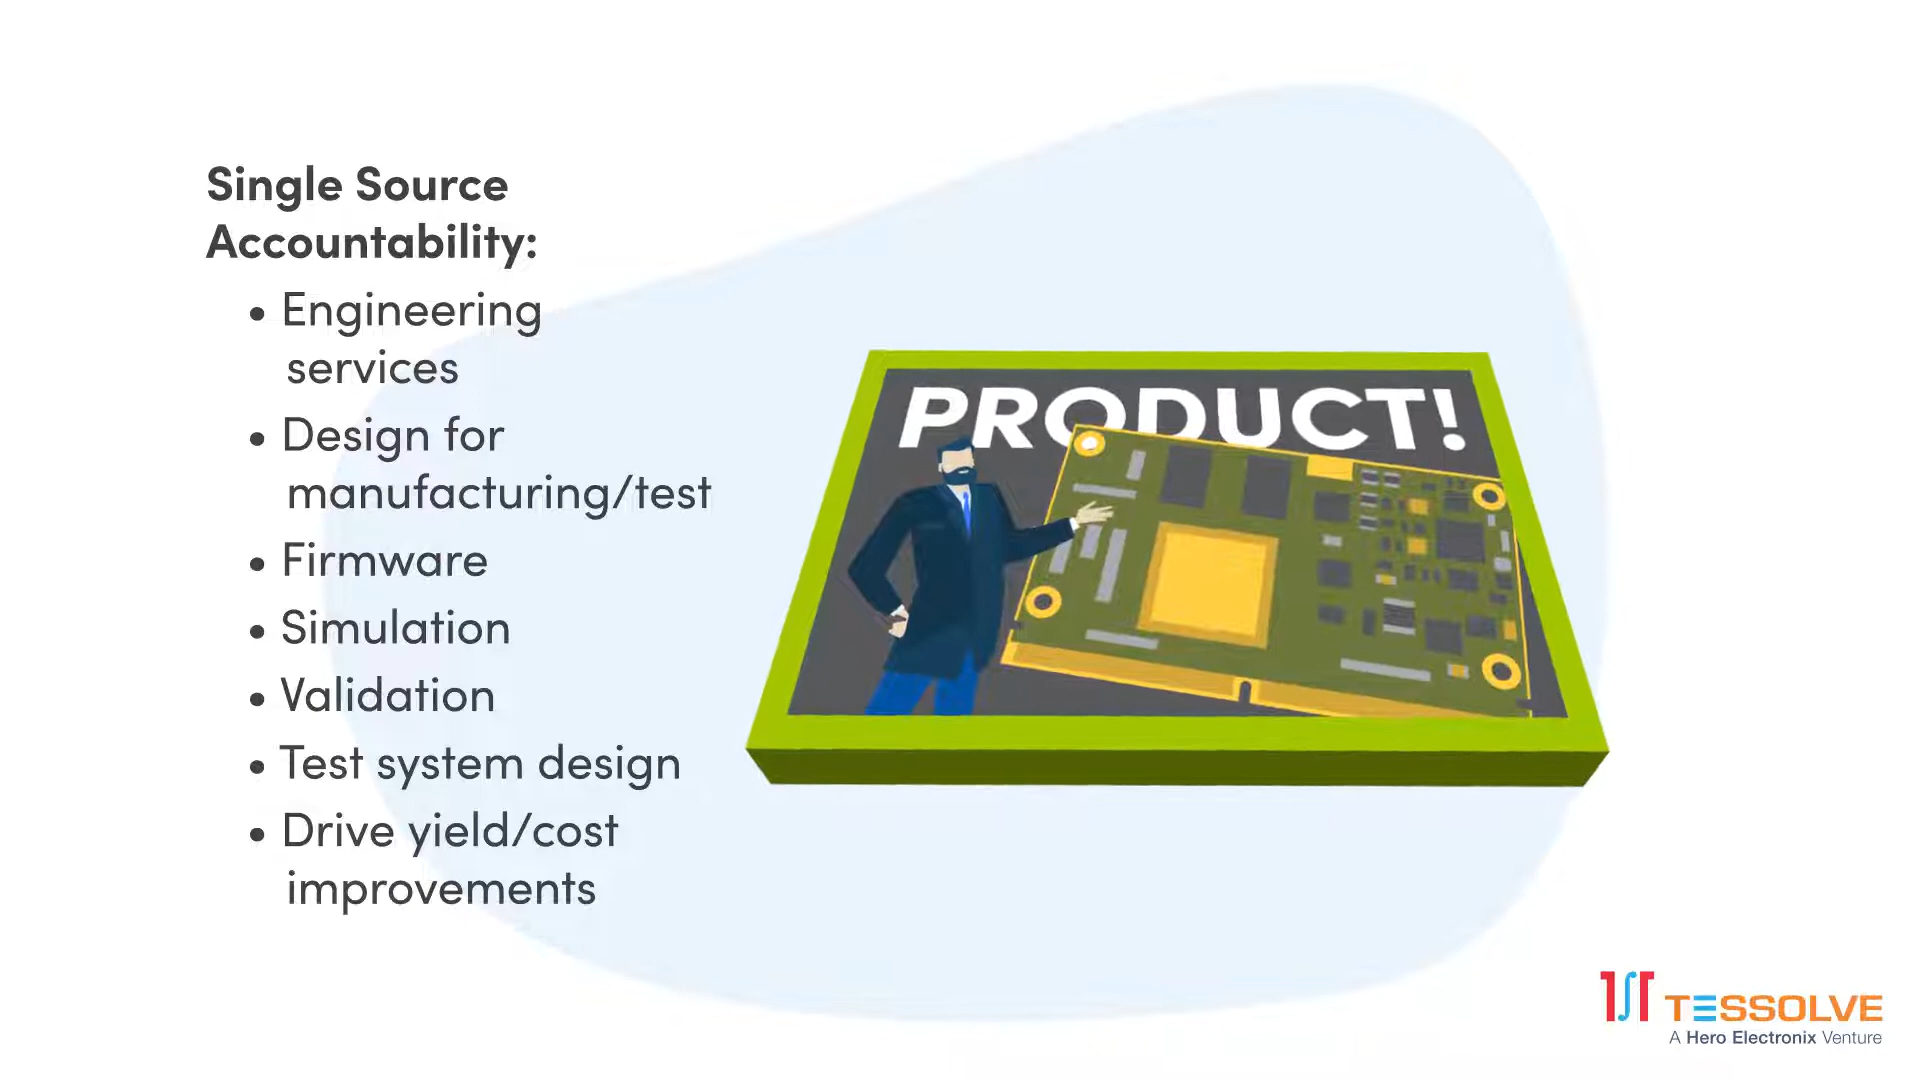 Single Source
Accountability:
• Engineering
services
• Design for
manufacturing/test
• Firmware
• Simulation
• Validation
• Test system design
• Drive yield/cost
improvements
PRODUCT!
TESSOLVE
A Hero Electronix Venture